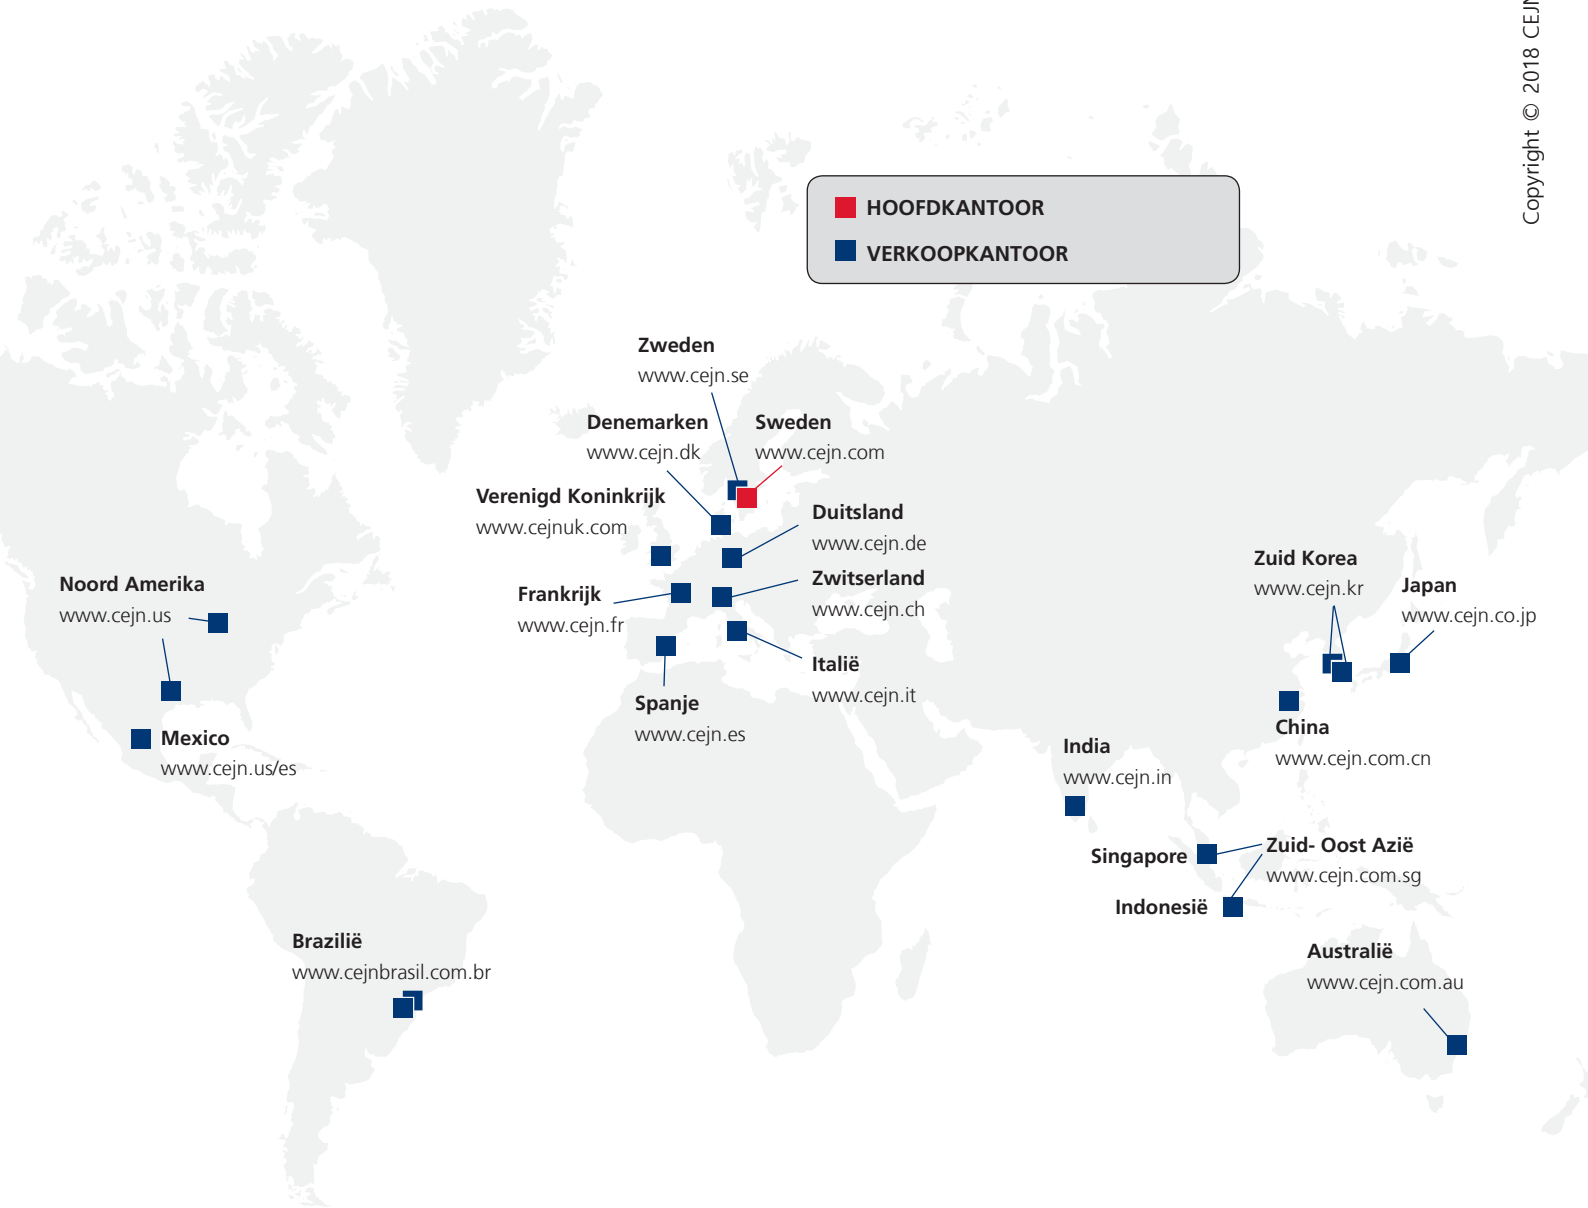 Copyright © 2018 CEJN
HOOFDKANTOOR
VERKOOPKANTOOR
Zweden
www.cejn.se
Denemarken
www.cejn.dk
Sweden
www.cejn.com
Verenigd Koninkrijk
www.cejnuk.com
Duitsland
www.cejn.de
Zwitserland
www.cejn.ch
Frankrijk
www.cejn.fr
Italië
www.cejn.it
Spanje
www.cejn.es
Noord Amerika
www.cejn.us
Mexico
www.cejn.us/es
Brazilië
www.cejnbrasil.com.br
Zuid Korea
www.cejn.kr
Japan
www.cejn.co.jp
China
www.cejn.com.cn
India
www.cejn.in
Singapore
Zuid- Oost Azië
www.cejn.com.sg
Indonesië
Australië
www.cejn.com.au